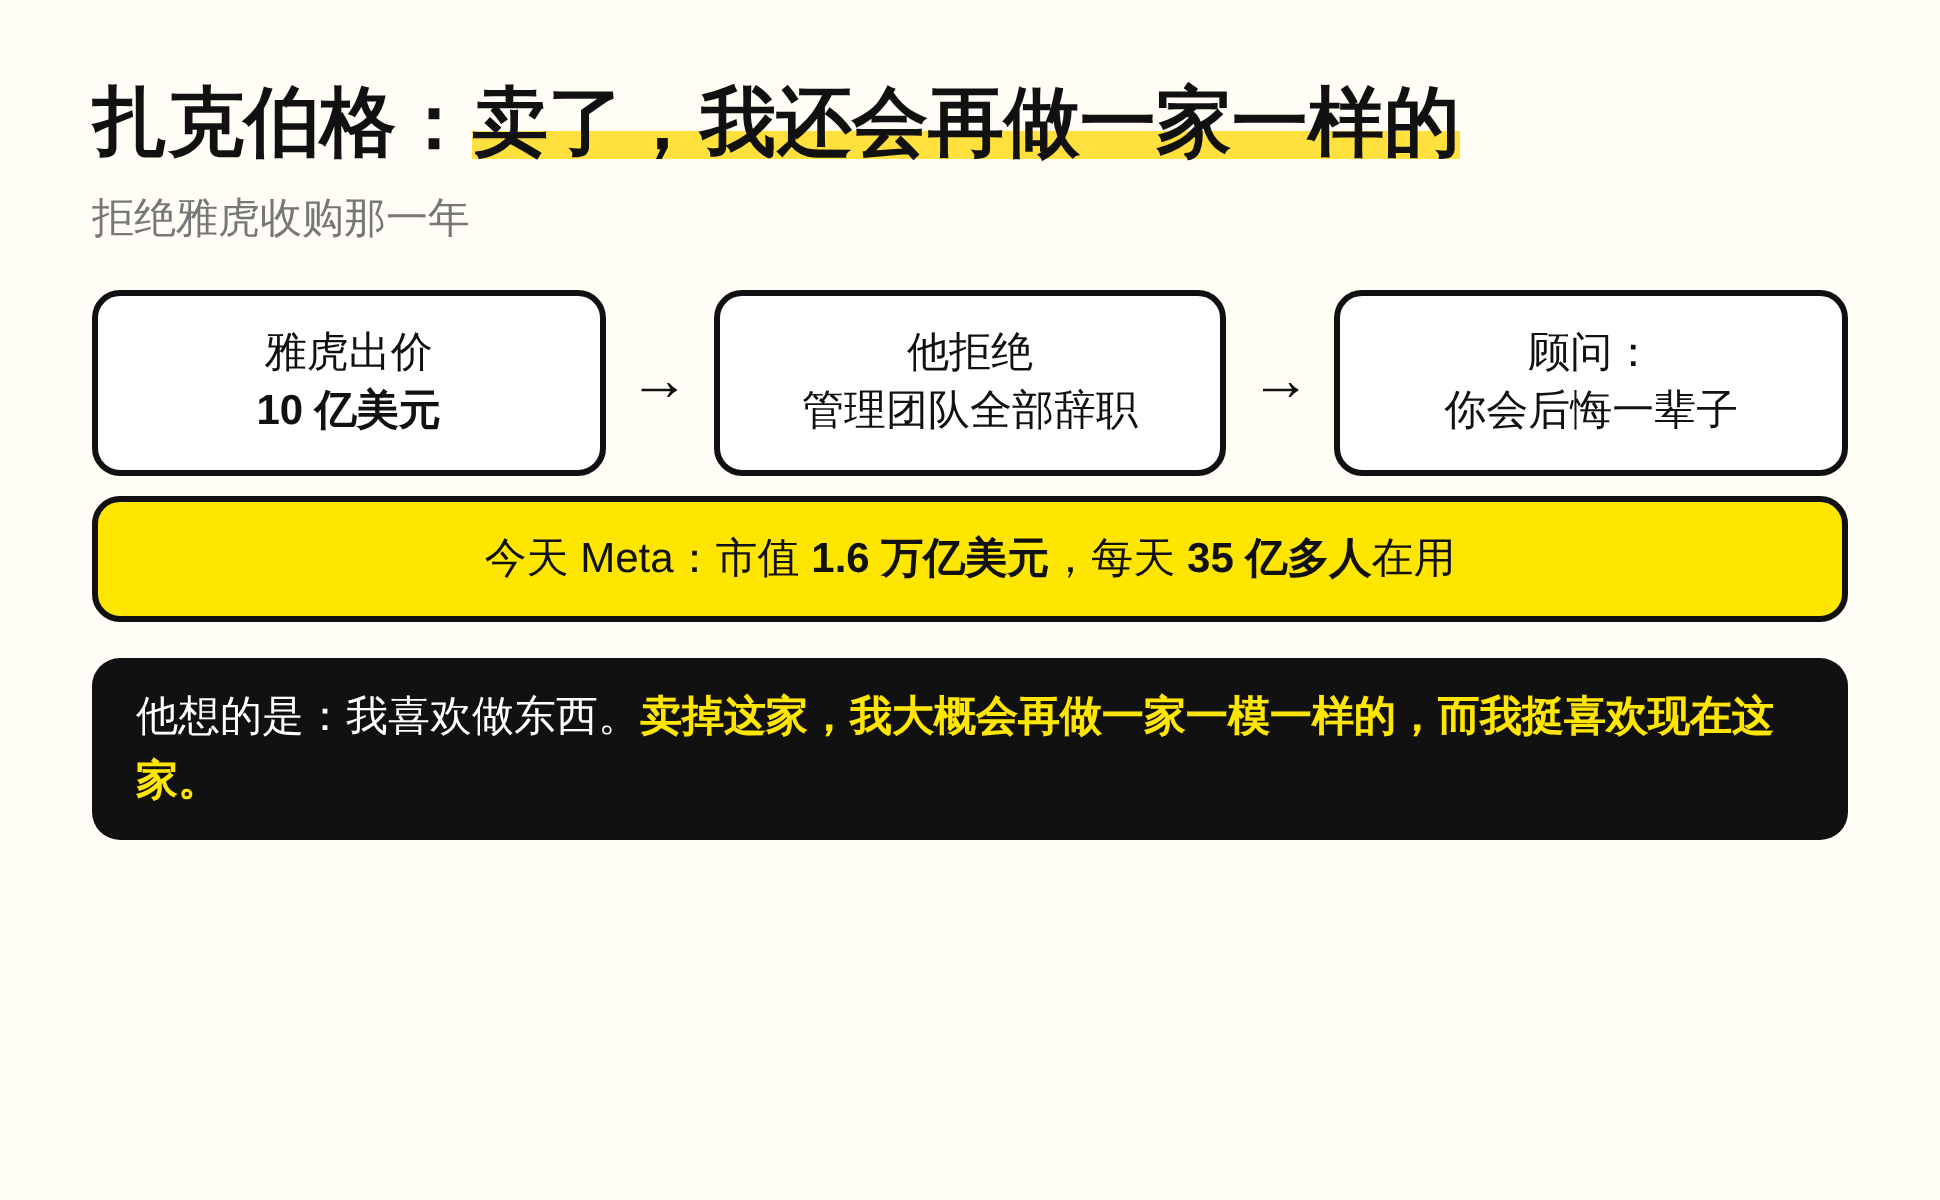 扎克伯格：卖了，我还会再做一家一样的
拒绝雅虎收购那一年
雅虎出价
10 亿美元
→
他拒绝
管理团队全部辞职
→
顾问：
你会后悔一辈子
今天 Meta：市值 1.6 万亿美元，每天 35 亿多人在用
他想的是：我喜欢做东西。卖掉这家，我大概会再做一家一模一样的，而我挺喜欢现在这
家。